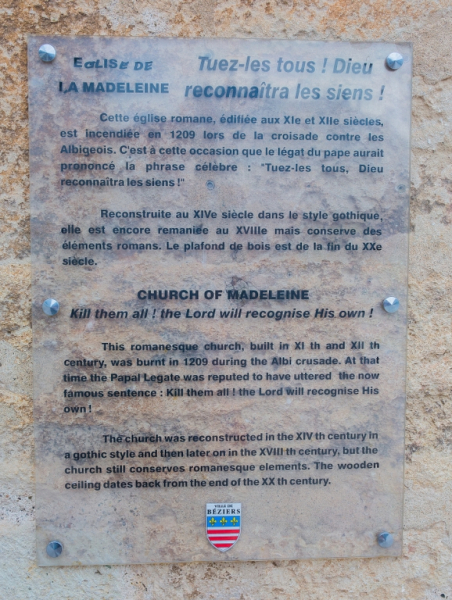 EGLISE DE
LA MADELEINE
Tuez-les tous ! Dieu
reconnaîtra les siens !
Cette église romane, édifiée aux XIe et XIIe siècles,
est incendiée en 1209 lors de la croisade contre les
Albigeois. C'est à cette occasion que le légat du pape aurait
prononcé la phrase célèbre : "Tuez-les tous, Dieu
reconnaîtra les siens !"
Reconstruite au XIVe siècle dans le style gothique,
elle est encore remaniée au XVIIIe mais conserve des
éléments romans. Le plafond de bois est de la fin du XXe
siècle.
CHURCH OF MADELEINE
Kill them all ! the Lord will recognise His own !
This romanesque church, built in XI th and XII th
century, was burnt in 1209 during the Albi crusade. At that
time the Papal Legate was reputed to have uttered the now
famous sentence : Kill them all ! the Lord will recognise His
own !
The church was reconstructed in the XIV th century in
a gothic style and then later on in the XVIII th century, but the
church still conserves romanesque elements. The wooden
ceiling dates back from the end of the XX th century.
VILLE DE
BÉZIERS